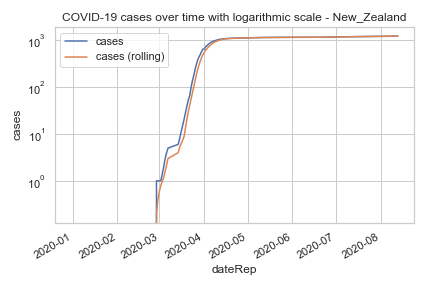 COVID-19 cases over time with logarithmic scale - New_Zealand
cases
cases (rolling)
10³
10²
10¹
10⁰
cases
2020-01
2020-02
2020-03
2020-04
2020-05
2020-06
2020-07
2020-08
dateRep